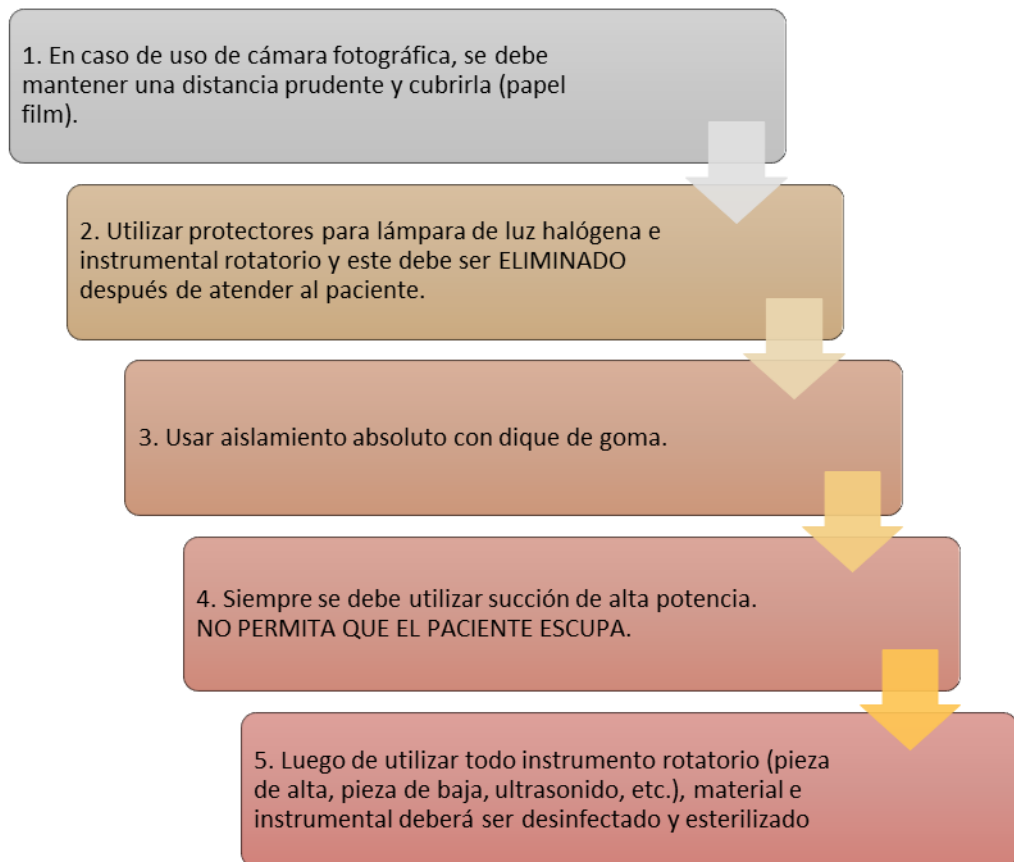 1. En caso de uso de cámara fotográfica, se debe
mantener una distancia prudente y cubrirla (papel
film).
2. Utilizar protectores para lámpara de luz halógena e
instrumental rotatorio y este debe ser ELIMINADO
después de atender al paciente.
3. Usar aislamiento absoluto con dique de goma.
4. Siempre se debe utilizar succión de alta potencia.
NO PERMITA QUE EL PACIENTE ESCUPA.
5. Luego de utilizar todo instrumento rotatorio (pieza
de alta, pieza de baja, ultrasonido, etc.), material e
instrumental deberá ser desinfectado y esterilizado